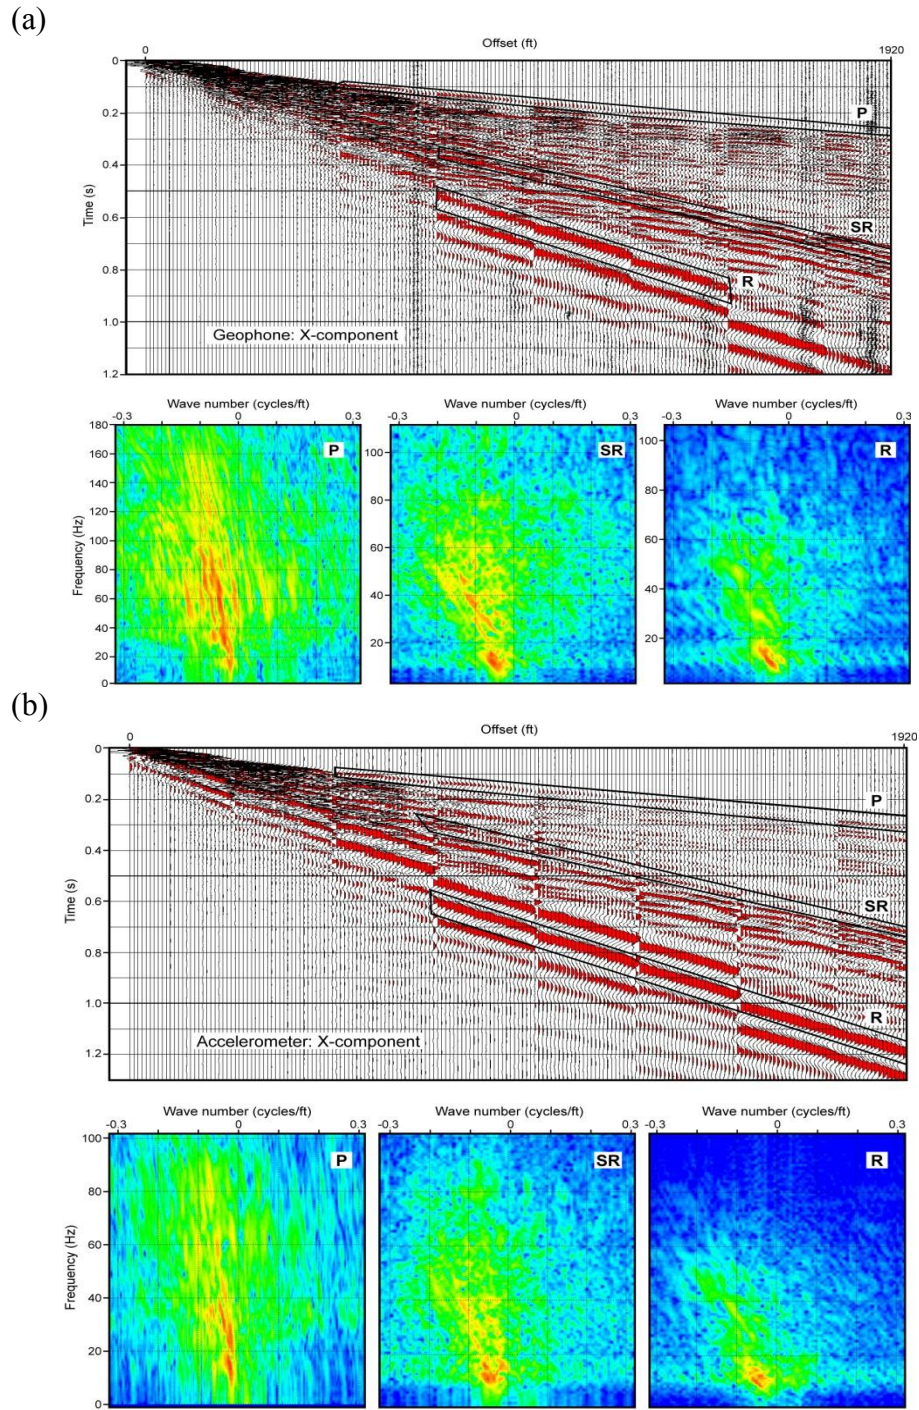 (a)
Offset (ft)
0 1920
0
0.2
0.4
0.6
0.8
1.0
1.2
Time (s)
P
SR
R
Geophone: X-component
Wave number (cycles/ft) Wave number (cycles/ft) Wave number (cycles/ft)
-0.3 0 0.3 -0.3 0 0.3 -0.3 0 0.3
180
160
140
120
100
80
60
40
20
0
Frequency (Hz)
P
100
80
60
40
20
SR
100
80
60
40
20
R
(b)
Offset (ft)
0 1920
0
0.2
0.4
0.6
0.8
1.0
1.2
Time (s)
P
SR
R
Accelerometer: X-component
Wave number (cycles/ft) Wave number (cycles/ft) Wave number (cycles/ft)
-0.3 0 0.3 -0.3 0 0.3 -0.3 0 0.3
100
80
60
40
20
0
Frequency (Hz)
P
SR
R